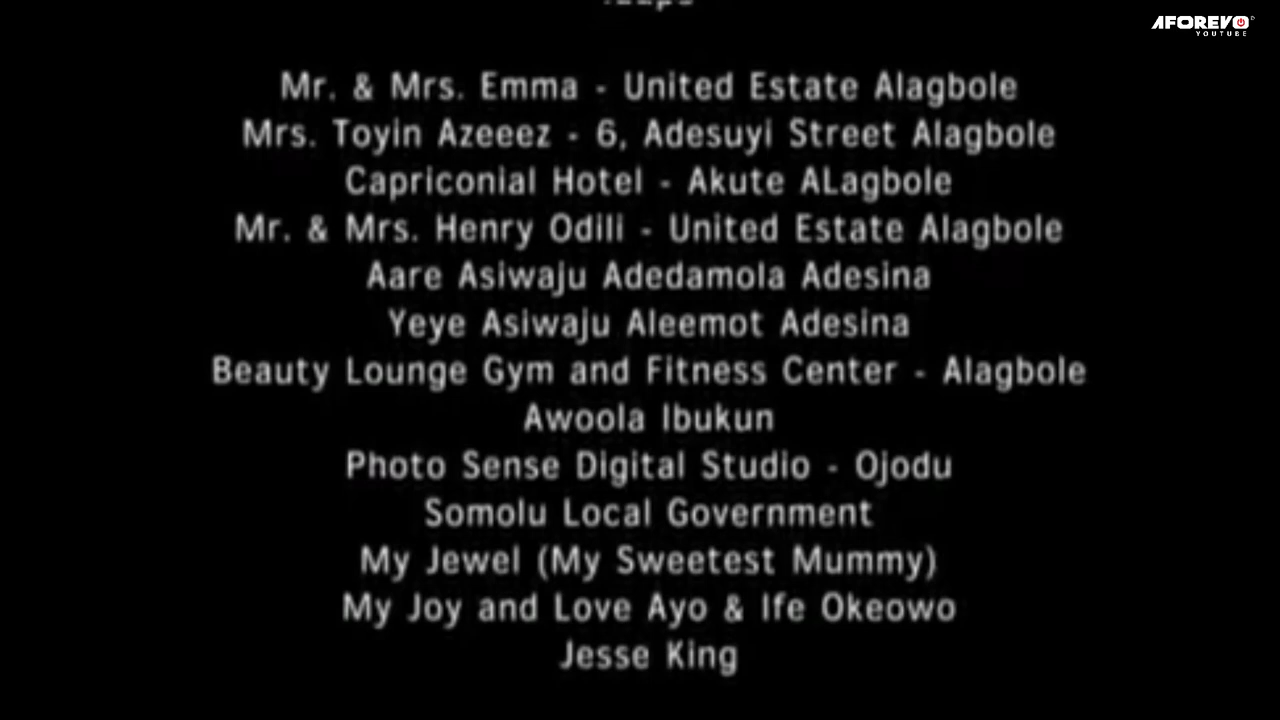 AFOREVO
YOUTUBE
Mr. & Mrs. Emma - United Estate Alagbole
Mrs. Toyin Azeeez - 6, Adesuyi Street Alagbole
Capriconial Hotel - Akute ALagbole
Mr. & Mrs. Henry Odili - United Estate Alagbole
Aare Asiwaju Adedamola Adesina
Yeye Asiwaju Aleemot Adesina
Beauty Lounge Gym and Fitness Center - Alagbole
Awoola Ibukun
Photo Sense Digital Studio - Ojodu
Somolu Local Government
My Jewel (My Sweetest Mummy)
My Joy and Love Ayo & Ife Okeowo
Jesse King